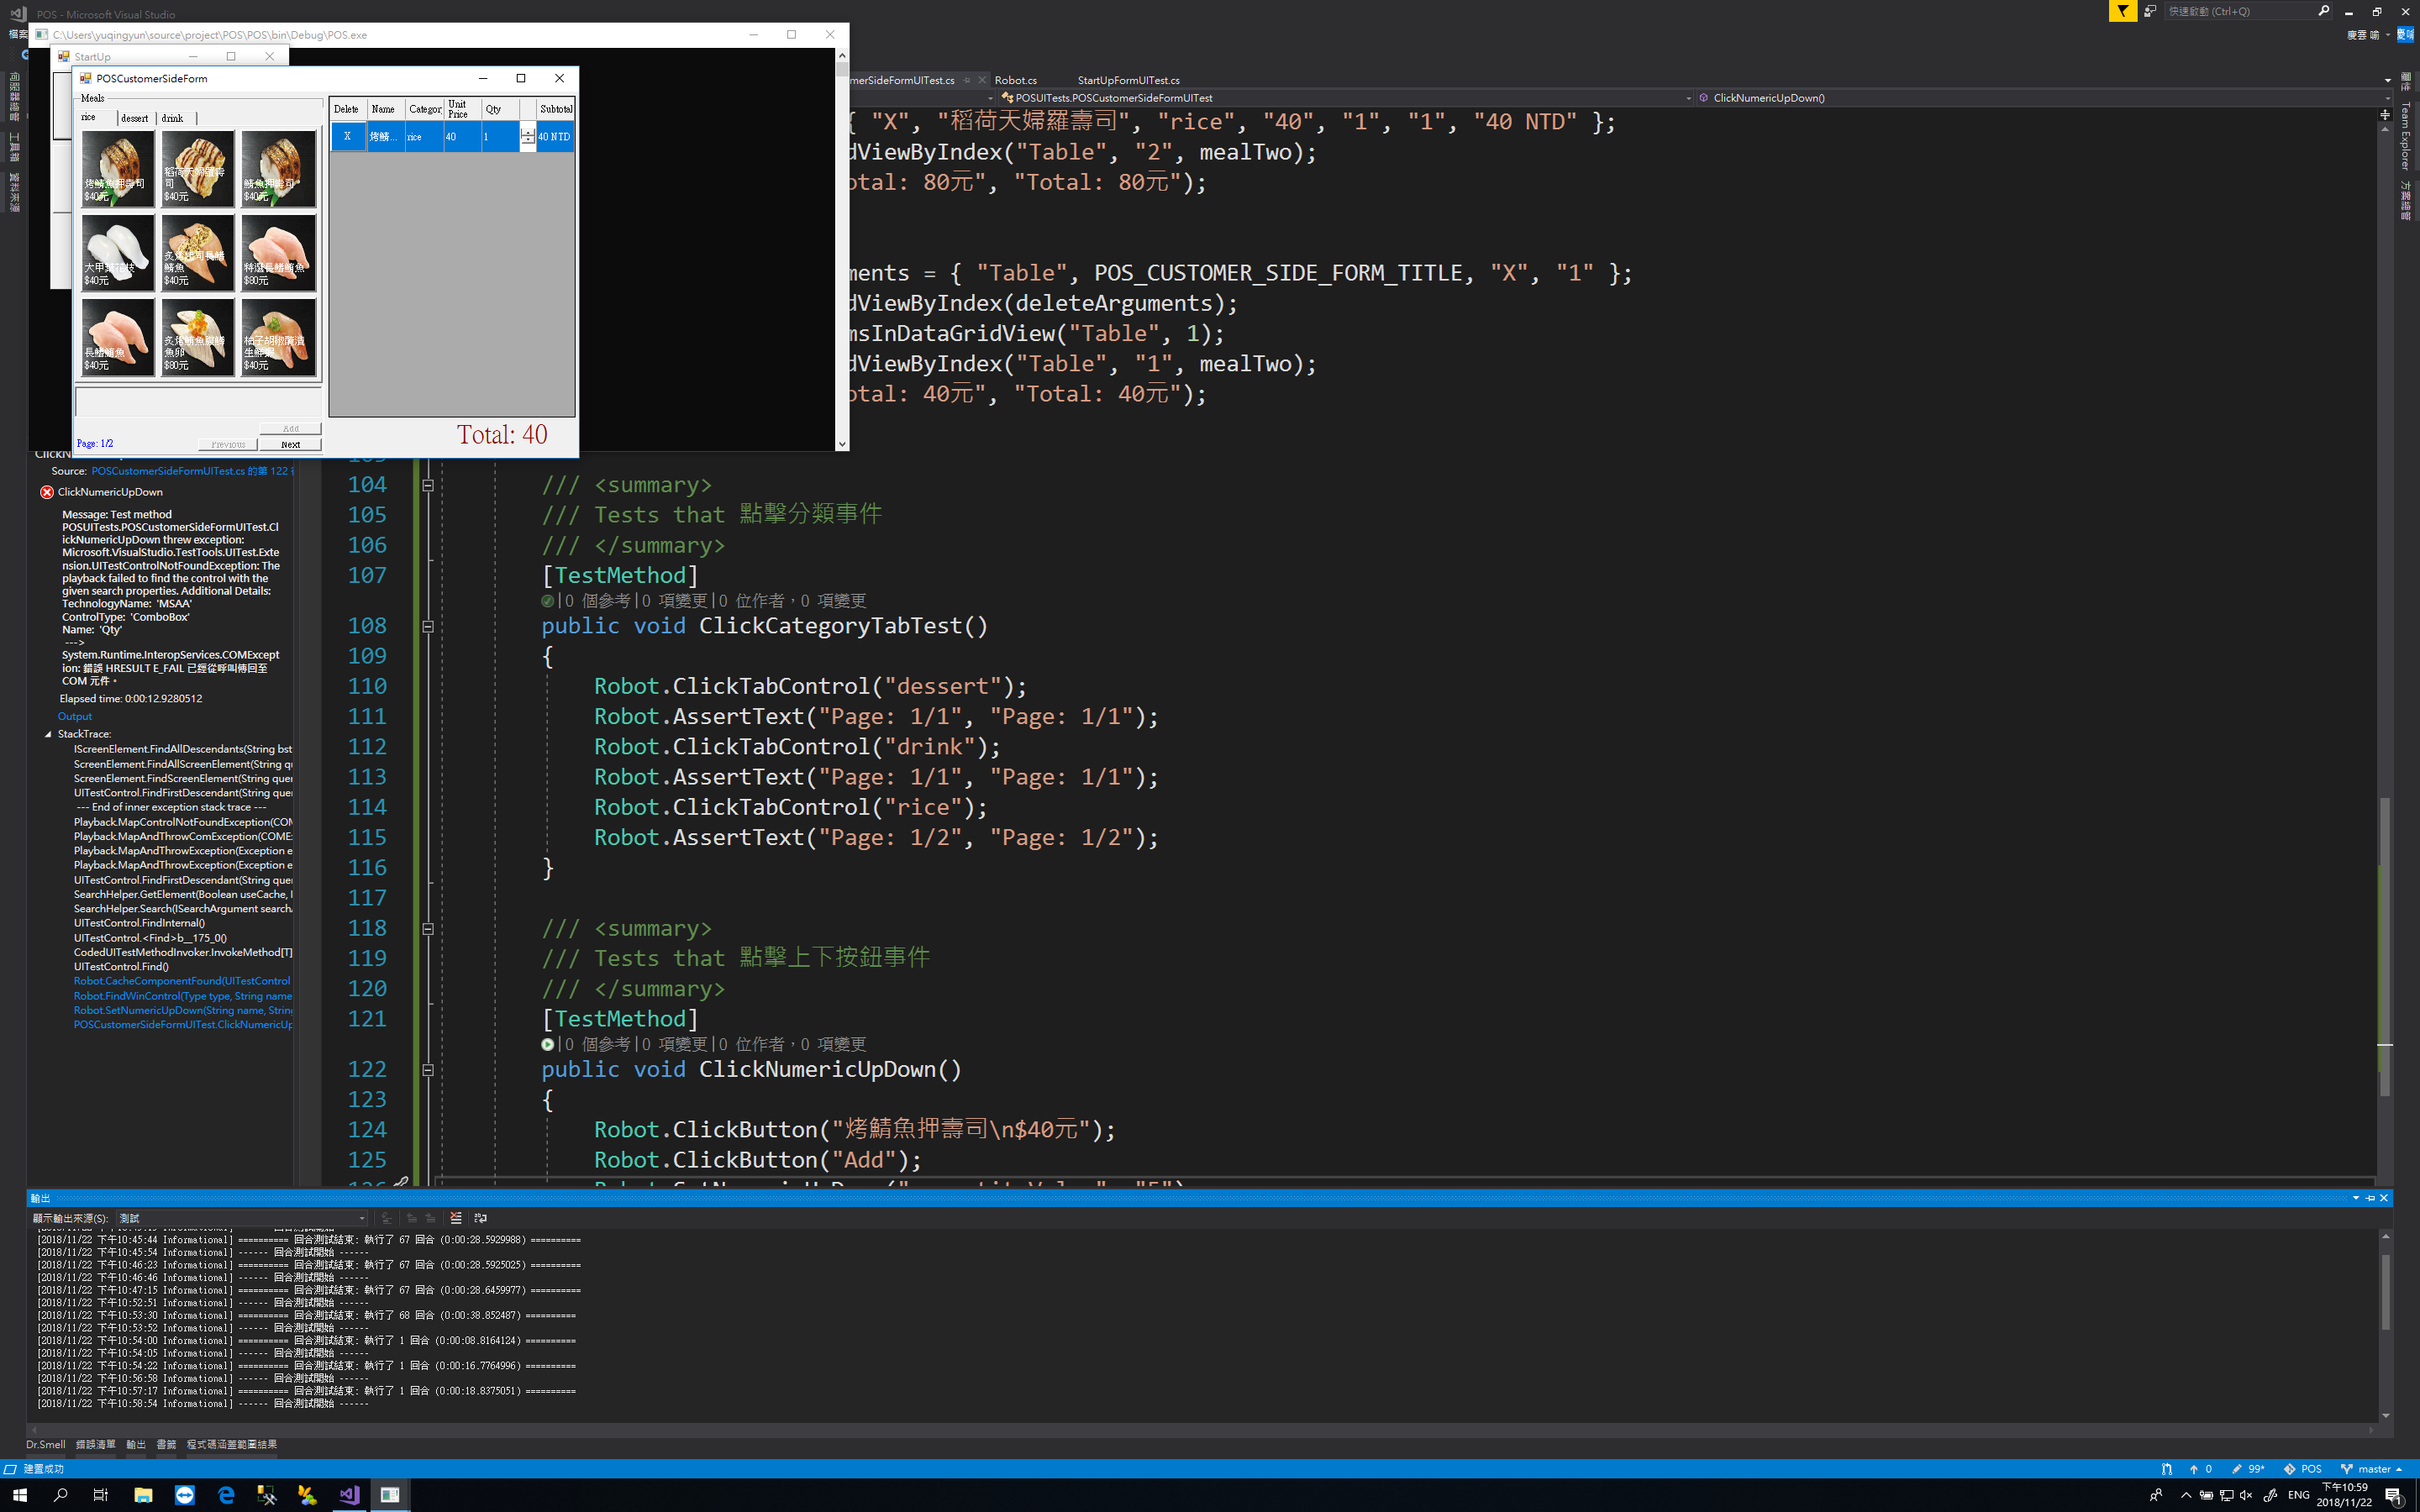 POS - Microsoft Visual Studio
快速啟動 (Ctrl+Q)
檔案
C:\Users\yuqingyun\source\project\POS\POS\bin\Debug\POS.exe
慶雲 喻
StartUp
POSCustomerSideForm
Meals
rice
dessert
drink
烤鯖魚押壽司
$40元
稻荷天婦羅壽司
$40元
鯖魚押壽司
$40元
$40元
$40元
特選長鰭鮪魚
$80元
長鰭鮪魚
$40元
$80元
$40元
Add
Page: 1/2
Previous
Next
Delete
Name
Categor
Unit Price
Qty
Subtotal
X
烤鯖...
rice
40
1
40 NTD
Total: 40
merSideFormUITest.cs
Robot.cs
StartUpFormUITest.cs
POSUITests.POSCustomerSideFormUITest
ClickNumericUpDown()
{ "X", "稻荷天婦羅壽司", "rice", "40", "1", "1", "40 NTD" };
dViewByIndex("Table", "2", mealTwo);
otal: 80元", "Total: 80元");
ments = { "Table", POS_CUSTOMER_SIDE_FORM_TITLE, "X", "1" };
dViewByIndex(deleteArguments);
msInDataGridView("Table", 1);
dViewByIndex("Table", "1", mealTwo);
otal: 40元", "Total: 40元");
Team Explorer
Source: POSCustomerSideFormUITest.cs 的第 122
ClickNumericUpDown
Message: Test method
POSUITests.POSCustomerSideFormUITest.Cl
ickNumericUpDown threw exception:
Microsoft.VisualStudio.TestTools.UITest.Exte
nsion.UITestControlNotFoundException: The
playback failed to find the control with the
given search properties. Additional Details:
TechnologyName:  'MSAA'
ControlType:  'ComboBox'
Name:  'Qty'
--->
System.Runtime.InteropServices.COMExcept
ion: 錯誤 HRESULT E_FAIL 已經從呼叫傳回至
COM 元件。
Elapsed time: 0:00:12.9280512
Output
StackTrace:
IScreenElement.FindAllDescendants(String bst
ScreenElement.FindAllScreenElement(String qu
ScreenElement.FindScreenElement(String quer
UITestControl.FindFirstDescendant(String quer
--- End of inner exception stack trace ---
Playback.MapControlNotFoundException(COM
Playback.MapAndThrowComException(COMEx
Playback.MapAndThrowException(Exception e
Playback.MapAndThrowException(Exception e
UITestControl.FindFirstDescendant(String quer
SearchHelper.GetElement(Boolean useCache, I
SearchHelper.Search(ISearchArgument search
UITestControl.FindInternal()
UITestControl.<Find>b__175_0()
CodedUITestMethodInvoker.InvokeMethod[T]
UITestControl.Find()
Robot.CacheComponentFound(UITestControl
Robot.FindWinControl(Type type, String name
Robot.SetNumericUpDown(String name, String
POSCustomerSideFormUITest.ClickNumericUp
104 /// <summary>
105 /// Tests that 點擊分類事件
106 /// </summary>
107 [TestMethod]
0 個參考|0 項變更|0 位作者，0 項變更
108 public void ClickCategoryTabTest()
109 {
110 Robot.ClickTabControl("dessert");
111 Robot.AssertText("Page: 1/1", "Page: 1/1");
112 Robot.ClickTabControl("drink");
113 Robot.AssertText("Page: 1/1", "Page: 1/1");
114 Robot.ClickTabControl("rice");
115 Robot.AssertText("Page: 1/2", "Page: 1/2");
116 }
117
118 /// <summary>
119 /// Tests that 點擊上下按鈕事件
120 /// </summary>
121 [TestMethod]
0 個參考|0 項變更|0 位作者，0 項變更
122 public void ClickNumericUpDown()
123 {
124 Robot.ClickButton("烤鯖魚押壽司\n$40元");
125 Robot.ClickButton("Add");
輸出
顯示輸出來源(S): 測試
[2018/11/22 下午10:45:44 Informational] ========== 回合測試結束: 執行了 67 回合 (0:00:28.5929988) ==========
[2018/11/22 下午10:45:54 Informational] ------ 回合測試開始 ------
[2018/11/22 下午10:46:23 Informational] ========== 回合測試結束: 執行了 67 回合 (0:00:28.5925025) ==========
[2018/11/22 下午10:46:46 Informational] ------ 回合測試開始 ------
[2018/11/22 下午10:47:15 Informational] ========== 回合測試結束: 執行了 67 回合 (0:00:28.6459977) ==========
[2018/11/22 下午10:52:51 Informational] ------ 回合測試開始 ------
[2018/11/22 下午10:53:30 Informational] ========== 回合測試結束: 執行了 68 回合 (0:00:38.852487) ==========
[2018/11/22 下午10:53:52 Informational] ------ 回合測試開始 ------
[2018/11/22 下午10:54:00 Informational] ========== 回合測試結束: 執行了 1 回合 (0:00:08.8164124) ==========
[2018/11/22 下午10:54:05 Informational] ------ 回合測試開始 ------
[2018/11/22 下午10:54:22 Informational] ========== 回合測試結束: 執行了 1 回合 (0:00:16.7764996) ==========
[2018/11/22 下午10:56:58 Informational] ------ 回合測試開始 ------
[2018/11/22 下午10:57:17 Informational] ========== 回合測試結束: 執行了 1 回合 (0:00:18.8375051) ==========
[2018/11/22 下午10:58:54 Informational] ------ 回合測試開始 ------
Dr.Smell 錯誤清單 輸出 書籤 程式碼涵蓋範圍結果
建置成功
0
99*
POS
master
ENG
下午10:59
2018/11/22